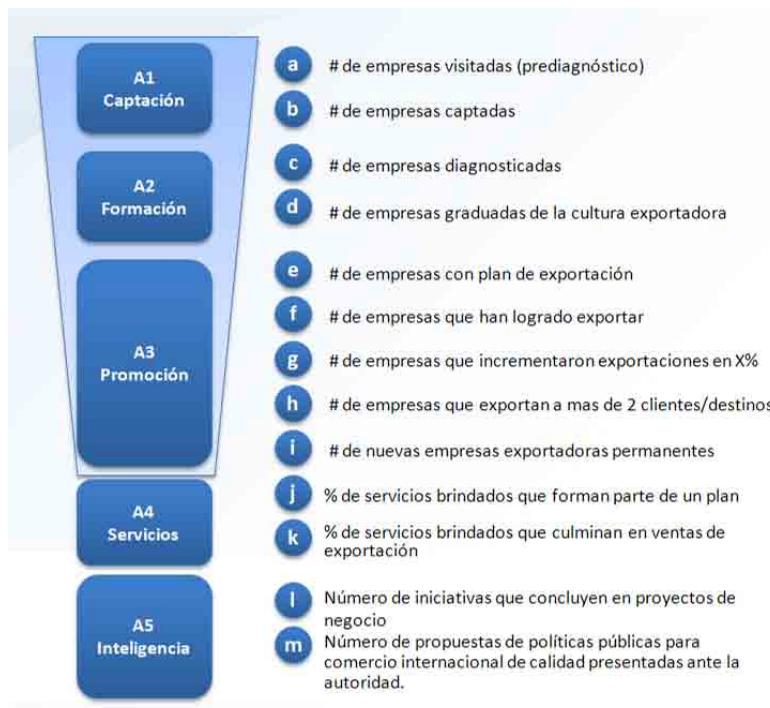 A1
Captación
a # de empresas visitadas (prediagnóstico)
b # de empresas captadas
A2
Formación
c # de empresas diagnosticadas
d # de empresas graduadas de la cultura exportadora
A3
Promoción
e # de empresas con plan de exportación
f # de empresas que han logrado exportar
g # de empresas que incrementaron exportaciones en X%
h # de empresas que exportan a mas de 2 clientes/destinos
i # de nuevas empresas exportadoras permanentes
A4
Servicios
j % de servicios brindados que forman parte de un plan
k % de servicios brindados que culminan en ventas de
exportación
A5
Inteligencia
l Número de iniciativas que concluyen en proyectos de
negocio
m Número de propuestas de políticas públicas para
comercio internacional de calidad presentadas ante la
autoridad.